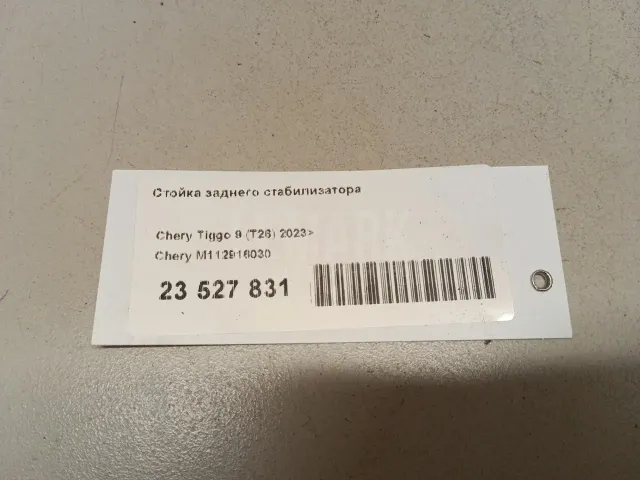 Стойка заднего стабилизатора
Chery Tiggo 9 (T26) 2023>
Chery M112916030
23 527 831